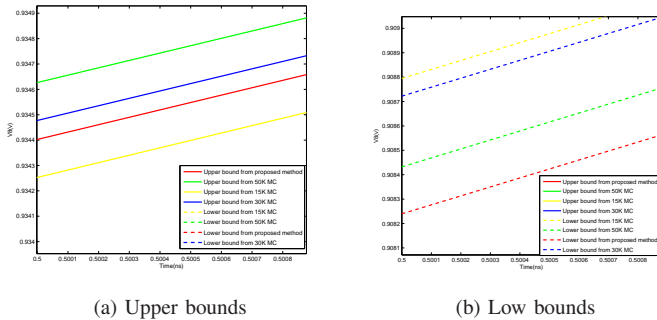 0.9349
0.9348
0.9347
0.9346
0.9345
0.9344
0.9343
0.9342
0.9341
0.934
V8(v)
Upper bound from proposed method
Upper bound from 50K MC
Upper bound from 15K MC
Upper bound from 30K MC
Lower bound from 15K MC
Lower bound from 50K MC
Lower bound from proposed method
Lower bound from 30K MC
0.5 0.5001 0.5002 0.5003 0.5004 0.5005 0.5006 0.5007 0.5008
Time(ns)
(a) Upper bounds
0.909
0.9089
0.9088
0.9087
0.9086
0.9085
0.9084
0.9083
0.9082
0.9081
V8(v)
Upper bound from proposed method
Upper bound from 50K MC
Upper bound from 15K MC
Upper bound from 30K MC
Lower bound from 15K MC
Lower bound from 50K MC
Lower bound from proposed method
Lower bound from 30K MC
0.5 0.5001 0.5002 0.5003 0.5004 0.5005 0.5006 0.5007 0.5008
Time(ns)
(b) Low bounds